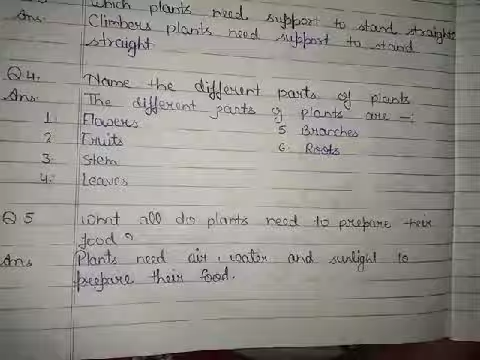 which plants need support to stand straight
Ans. Climbers plants need support to stand
straight
Q 4. Name the different parts of plants
Ans The different parts of plants are -:
1. Flowers 5 Branches
2 Fruits 6. Roots
3. Stem
4. Leaves
Q 5 What all do plants need to prepare their
food?
Ans Plants need air, water and sunlight to
prepare their food.